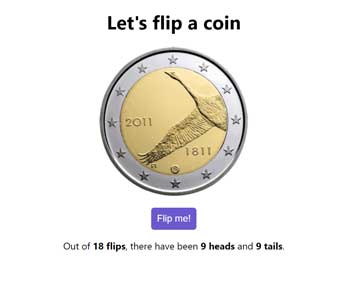 Let's flip a coin
2011
1811
Flip me!
Out of 18 flips, there have been 9 heads and 9 tails.